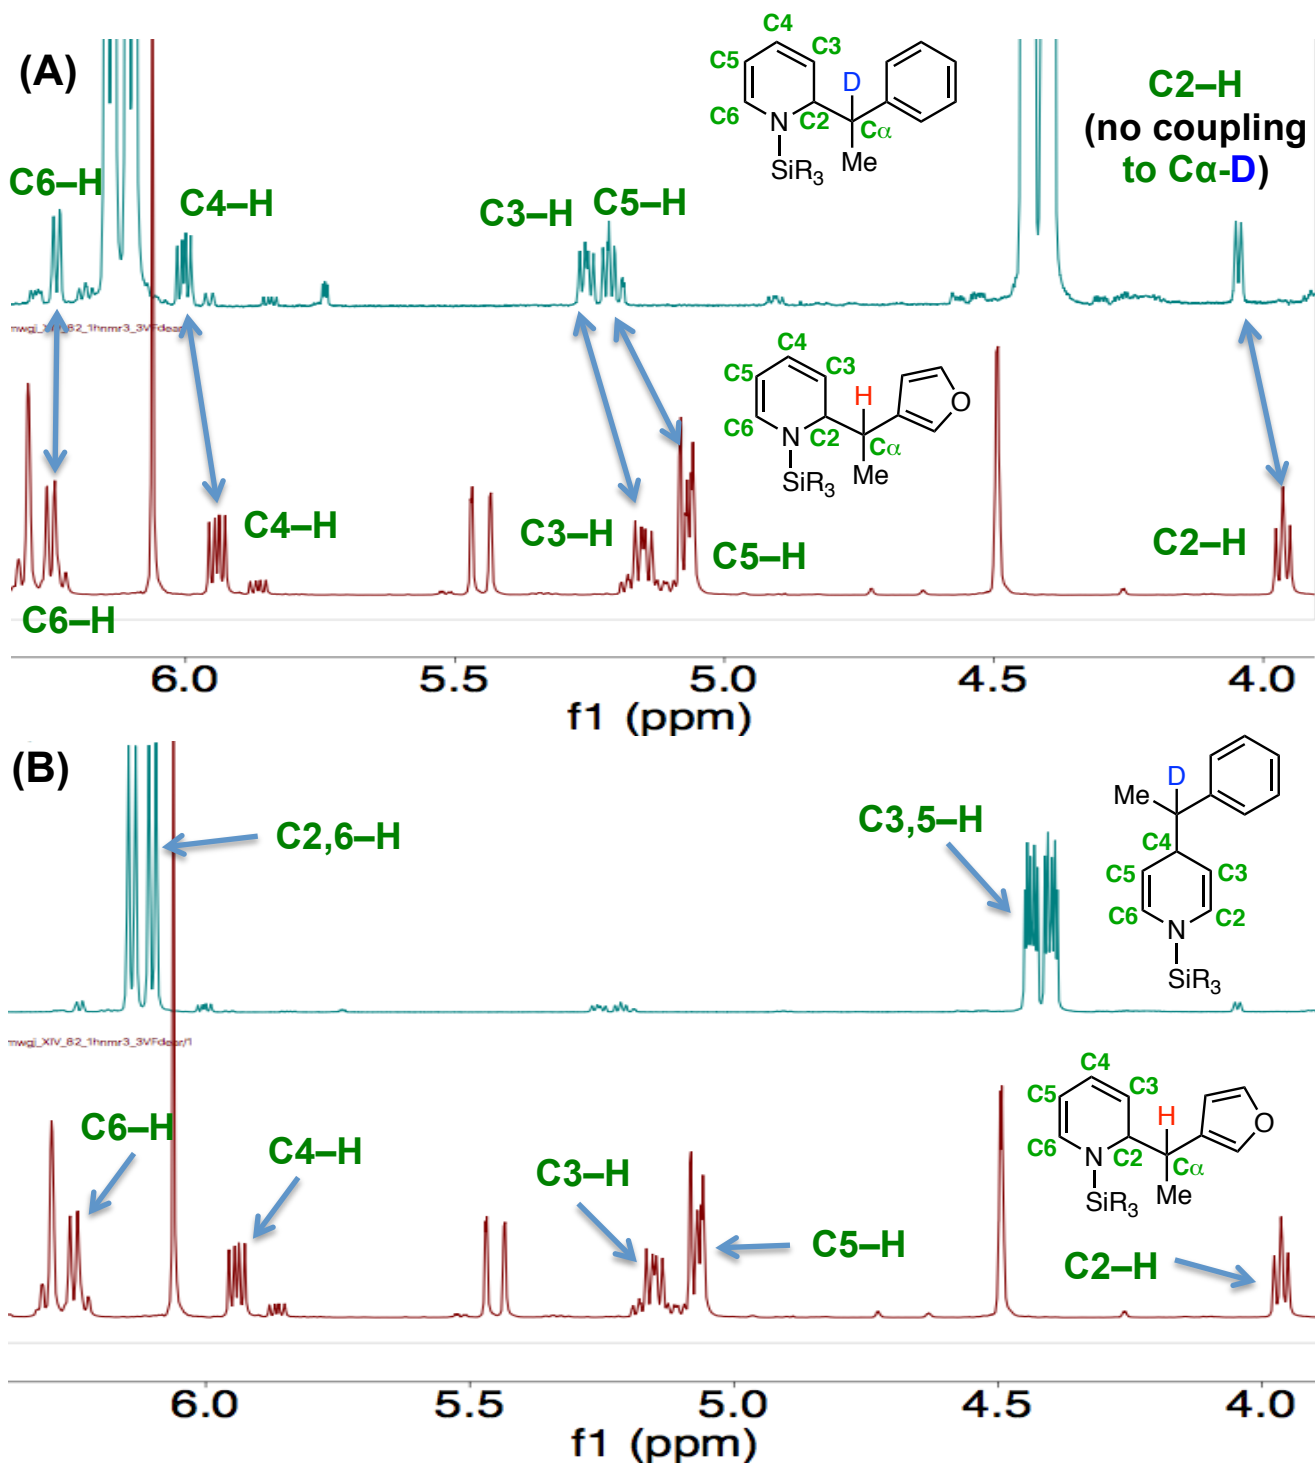 (A)
C4
C5
C3
D
C6
N
C2
Cα
SiR3
Me
C2–H
(no coupling
to Cα-D)
C6–H
C4–H
C3–H
C5–H
C4
C5
C3
H
O
C6
N
C2
Cα
SiR3
Me
C4–H
C3–H
C5–H
C2–H
C6–H
6.0 5.5 5.0 4.5 4.0
f1 (ppm)
(B)
Me
D
C4
C5
C3
C6
C2
N
SiR3
C2,6–H
C3,5–H
mwgj_XIV_82_1hnmr3_3VFdear/1
C4
C5
C3
H
O
C6
N
C2
Cα
SiR3
Me
C6–H
C4–H
C3–H
C5–H
C2–H
6.0 5.5 5.0 4.5 4.0
f1 (ppm)